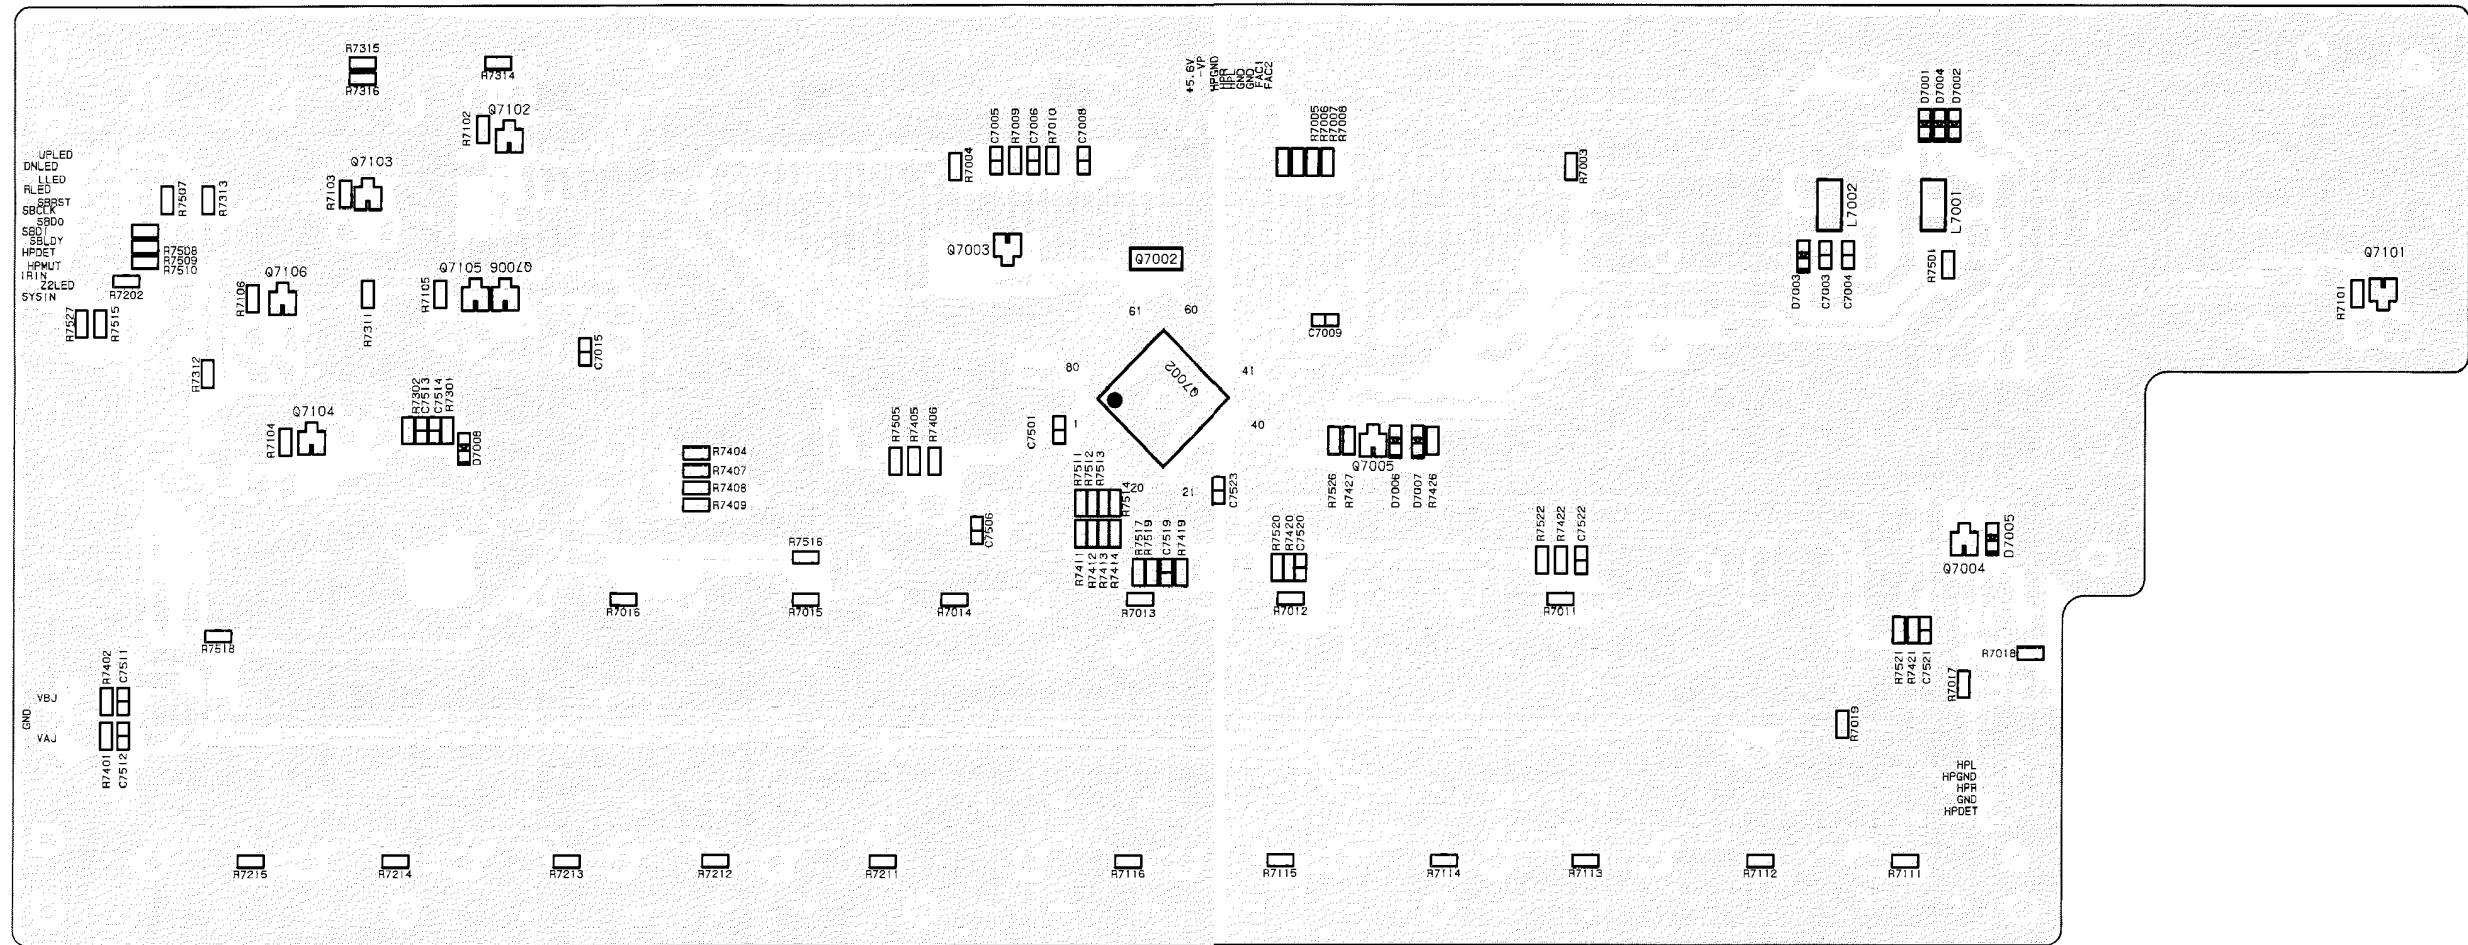 R7315
R7316
R7314
Q7102
R7102
Q7103
R7103
UPLED
DNLED
LLED
RLED
SBRST
SBCLK
SBDO
SBDI
SBLDY
HPDET
HPMUT
IRIN
Z2LED
SYSIN
R7507
R7313
R7508
R7509
R7510
R7202
R7527
R7515
R7312
Q7106
R7106
R7311
Q7105
Q7006
R7105
C7015
Q7104
R7104
R7302
C7513
C7514
R7301
D7008
R7404
R7407
R7408
R7409
+5.6V
-VP
HPGND
HPR
HPL
GND
GND
FAC1
FAC2
R7004
C7005
R7009
C7006
R7010
C7008
R7005
R7006
R7007
R7008
R7003
D7001
D7004
D7002
L7002
L7001
Q7003
Q7002
61
60
80
41
Q7002
1
40
20
21
C7009
D7003
C7003
C7004
R7501
Q7101
R7101
R7505
R7405
R7406
C7501
R7511
R7512
R7513
R7514
C7523
C7506
R7411
R7412
R7413
R7414
R7517
R7519
C7519
R7419
R7520
R7420
C7520
Q7005
R7526
R7427
D7006
D7007
R7426
R7522
R7422
C7522
Q7004
D7005
R7516
R7016
R7015
R7014
R7013
R7012
R7011
R7518
R7402
C7511
VBJ
GND
VAJ
R7401
C7512
R7521
R7421
C7521
R7018
R7017
R7019
HPL
HPGND
HPR
GND
HPDET
R7215
R7214
R7213
R7212
R7211
R7116
R7115
R7114
R7113
R7112
R7111